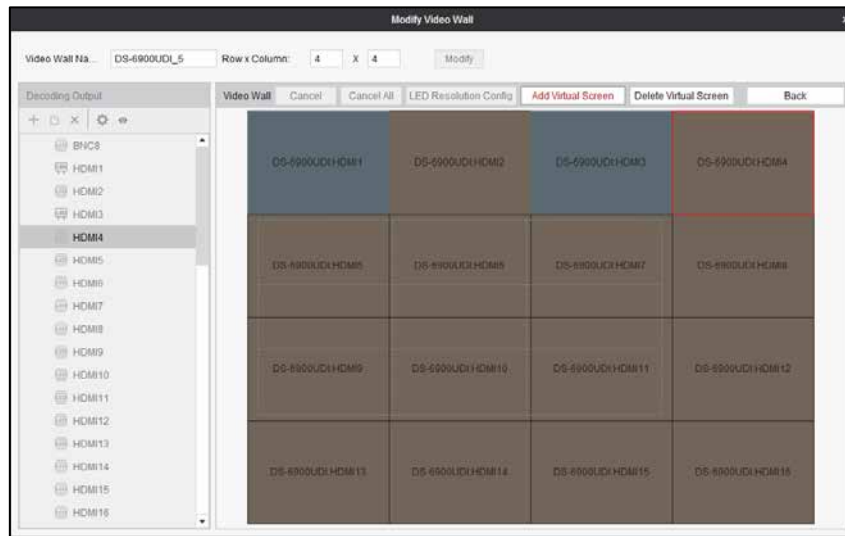 Modify Video Wall
Video Wall Na... DS-6900UDI_5 Row x Column: 4 X 4 Modify
Decoding Output Video Wall Cancel Cancel All LED Resolution Config Add Virtual Screen Delete Virtual Screen Back
BNC8
HDMI1
HDMI2
HDMI3
HDMI4
HDMI5
HDMI6
HDMI7
HDMI8
HDMI9
HDMI10
HDMI11
HDMI12
HDMI13
HDMI14
HDMI15
HDMI16
DS-6900UDI:HDMI1 DS-6900UDI:HDMI2 DS-6900UDI:HDMI3 DS-6900UDI:HDMI4
DS-6900UDI:HDMI5 DS-6900UDI:HDMI6 DS-6900UDI:HDMI7 DS-6900UDI:HDMI8
DS-6900UDI:HDMI9 DS-6900UDI:HDMI10 DS-6900UDI:HDMI11 DS-6900UDI:HDMI12
DS-6900UDI:HDMI13 DS-6900UDI:HDMI14 DS-6900UDI:HDMI15 DS-6900UDI:HDMI16